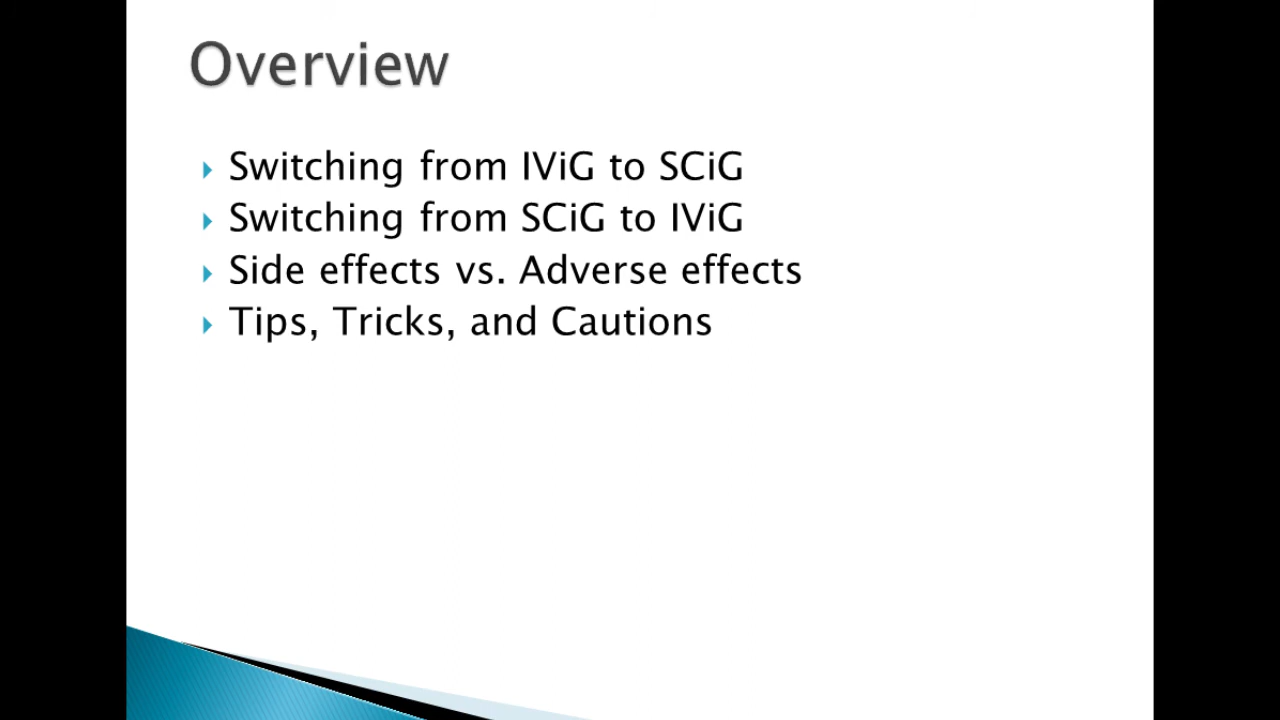 Overview
Switching from IViG to SCiG
Switching from SCiG to IViG
Side effects vs. Adverse effects
Tips, Tricks, and Cautions